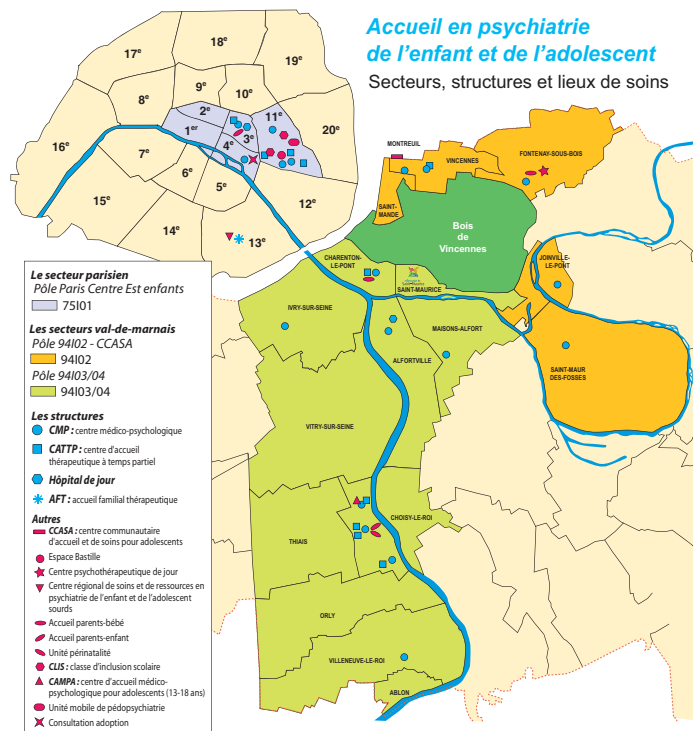 Accueil en psychiatrie
de l'enfant et de l'adolescent
Secteurs, structures et lieux de soins
17e
18e
19e
8e
9e
10e
2e
11e
3e
1er
4e
20e
16e
7e
6e
5e
15e
12e
14e
13e
MONTREUIL
VINCENNES
FONTENAY-SOUS-BOIS
SAINT-
MANDE
Bois
de
Vincennes
CHARENTON-
LE-PONT
SAINT-MAURICE
JOINVILLE-
LE-PONT
IVRY-SUR-SEINE
MAISONS-ALFORT
ALFORTVILLE
SAINT-MAUR
DES-FOSSES
VITRY-SUR-SEINE
CHOISY-LE-ROI
THIAIS
ORLY
VILLENEUVE-LE-ROI
ABLON
Le secteur parisien
Pôle Paris Centre Est enfants
75I01
Les secteurs val-de-marnais
Pôle 94I02 - CCASA
94I02
Pôle 94I03/04
94I03/04
Les structures
CMP : centre médico-psychologique
CATTP : centre d'accueil
thérapeutique à temps partiel
Hôpital de jour
AFT : accueil familial thérapeutique
Autres
CCASA : centre communautaire
d'accueil et de soins pour adolescents
Espace Bastille
Centre psychothérapeutique de jour
Centre régional de soins et de ressources en
psychiatrie de l'enfant et de l'adolescent
sourds
Accueil parents-bébé
Accueil parents-enfant
Unité périnatalité
CLIS : classe d'inclusion scolaire
CAMPA : centre d'accueil médico-
psychologique pour adolescents (13-18 ans)
Unité mobile de pédopsychiatrie
Consultation adoption